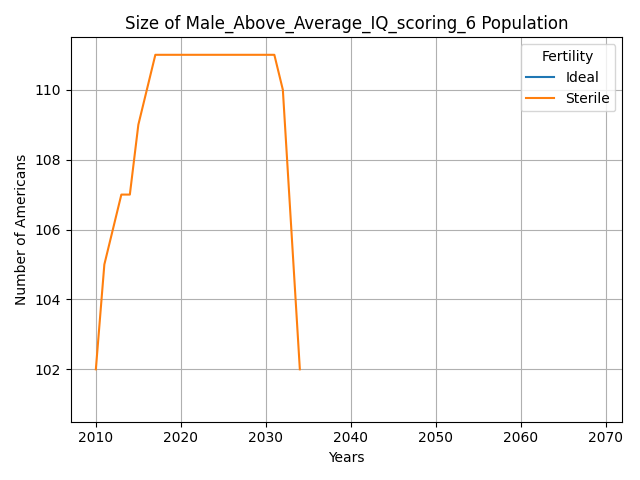 Size of Male_Above_Average_IQ_scoring_6 Population
Fertility
Ideal
Sterile
Number of Americans
110
108
106
104
102
2010 2020 2030 2040 2050 2060 2070
Years